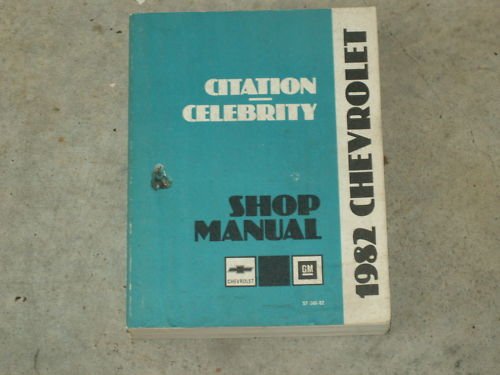 CITATION
CELEBRITY
SHOP
MANUAL
CHEVROLET
GM
1982 CHEVROLET